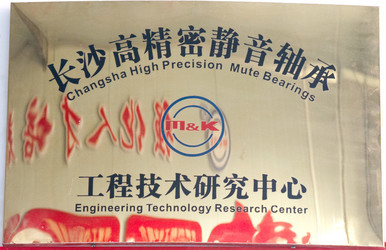 长沙高精密静音轴承
Changsha High Precision Mute Bearings
M&K
工程技术研究中心
Engineering Technology Research Center